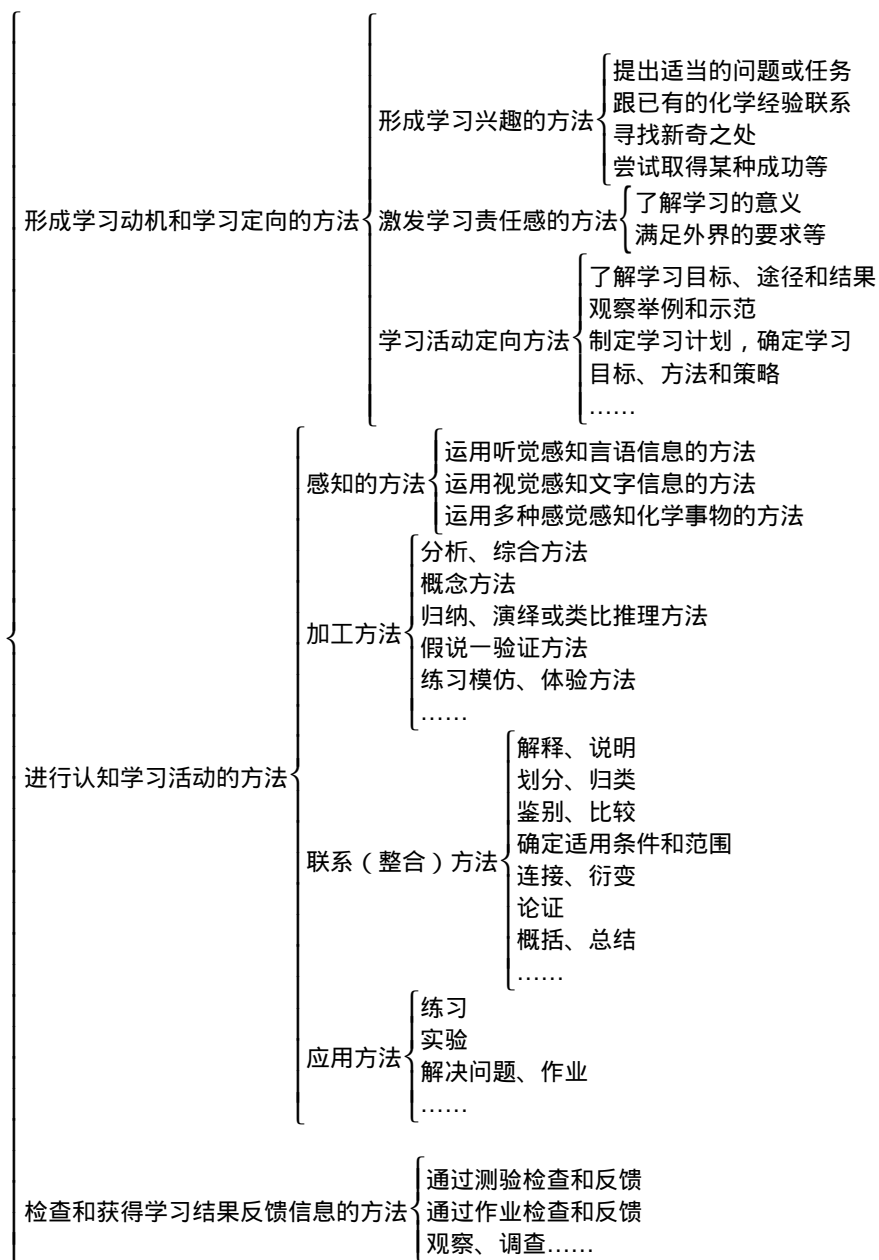 提出适当的问题或任务
跟已有的化学经验联系
形成学习兴趣的方法
寻找新奇之处
尝试取得某种成功等
了解学习的意义
形成学习动机和学习定向的方法
激发学习责任感的方法
满足外界的要求等
了解学习目标、途径和结果
观察举例和示范
学习活动定向方法
制定学习计划，确定学习
目标、方法和策略
……
运用听觉感知言语信息的方法
感知的方法
运用视觉感知文字信息的方法
运用多种感觉感知化学事物的方法
分析、综合方法
概念方法
归纳、演绎或类比推理方法
加工方法
假说一验证方法
练习模仿、体验方法
……
解释、说明
进行认知学习活动的方法
划分、归类
鉴别、比较
确定适用条件和范围
联系（整合）方法
连接、衍变
论证
概括、总结
……
练习
实验
应用方法
解决问题、作业
……
通过测验检查和反馈
检查和获得学习结果反馈信息的方法
通过作业检查和反馈
观察、调查……